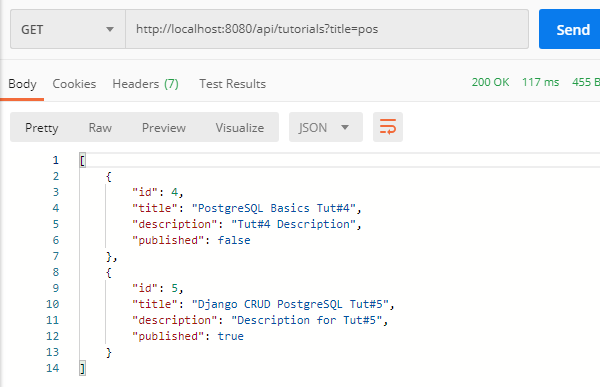 GET http://localhost:8080/api/tutorials?title=pos Send
Body Cookies Headers (7) Test Results 200 OK 117 ms 455 B
Pretty Raw Preview Visualize JSON
1 [
2 {
3 "id": 4,
4 "title": "PostgreSQL Basics Tut#4",
5 "description": "Tut#4 Description",
6 "published": false
7 },
8 {
9 "id": 5,
10 "title": "Django CRUD PostgreSQL Tut#5",
11 "description": "Description for Tut#5",
12 "published": true
13 }
14 ]